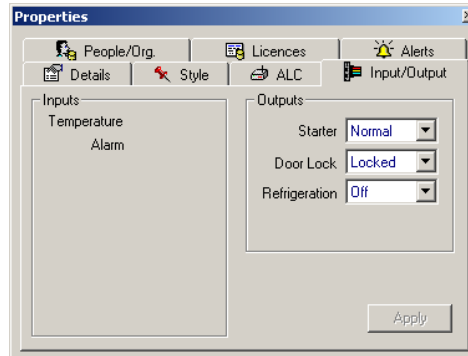 Properties
People/Org.
Licences
Alerts
Details
Style
ALC
Input/Output
Inputs
Temperature
Alarm
Outputs
Starter Normal
Door Lock Locked
Refrigeration Off
Apply